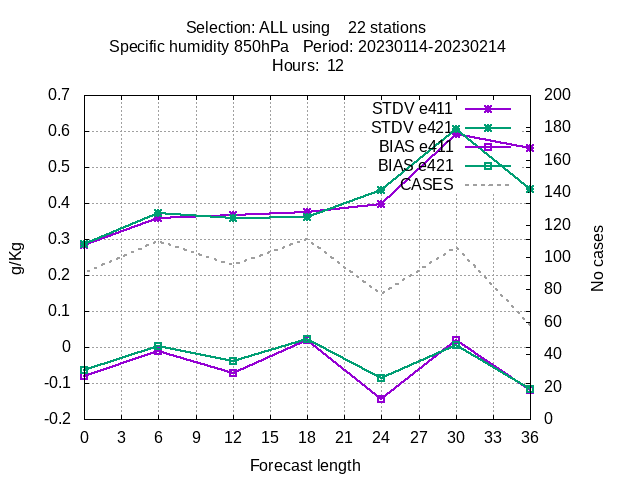 Selection: ALL using    22 stations
Specific humidity 850hPa   Period: 20230114-20230214
Hours:  12
STDV e411
STDV e421
BIAS e411
BIAS e421
CASES
0.7
0.6
0.5
0.4
0.3
0.2
0.1
0
-0.1
-0.2
g/Kg
200
180
160
140
120
100
80
60
40
20
0
No cases
0 3 6 9 12 15 18 21 24 27 30 33 36
Forecast length